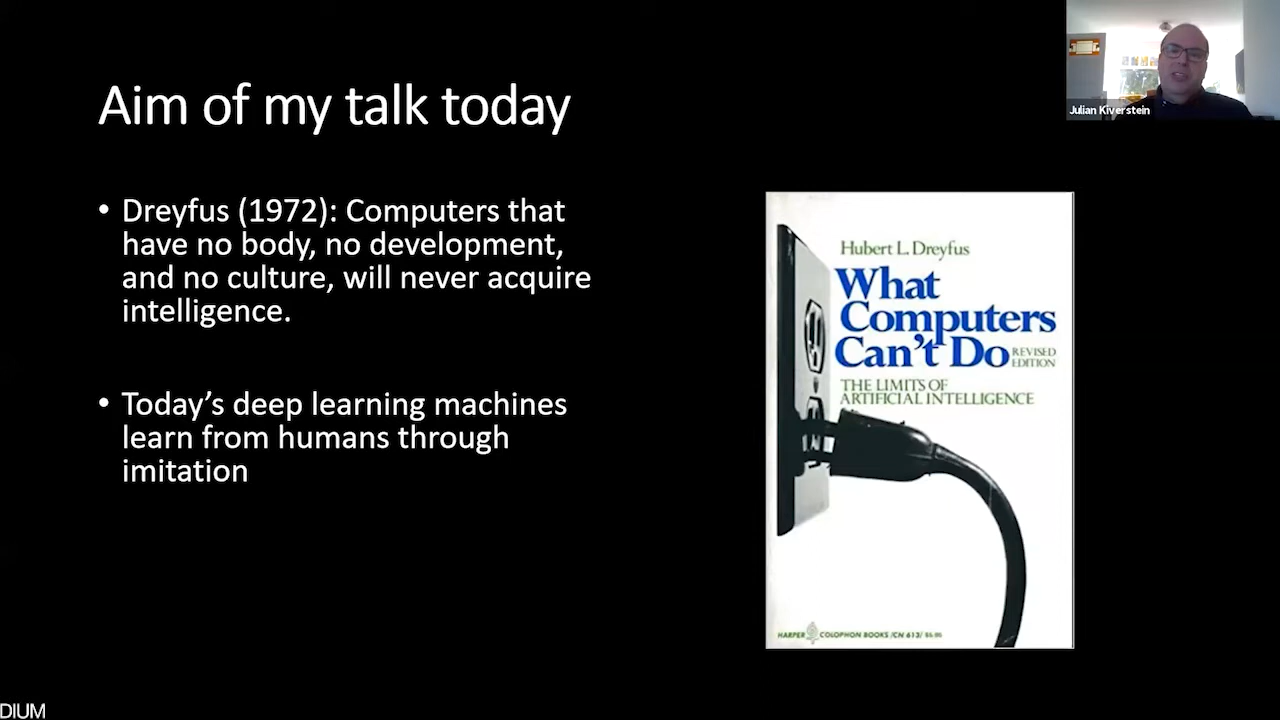 Aim of my talk today
• Dreyfus (1972): Computers that
have no body, no development,
and no culture, will never acquire
intelligence.
• Today's deep learning machines
learn from humans through
imitation
Julian Kiverstein
Hubert L. Dreyfus
What
Computers
Can't Do
REVISED
EDITION
THE LIMITS OF
ARTIFICIAL INTELLIGENCE
HARPER COLOPHON BOOKS /CN 613/ $6.95
DIUM